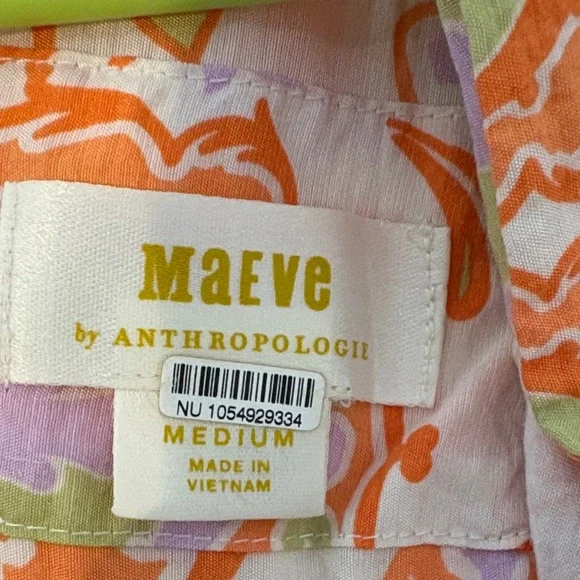 MaEVe
by ANTHROPOLOGIE
NU 1054929334
MEDIUM
MADE IN
VIETNAM